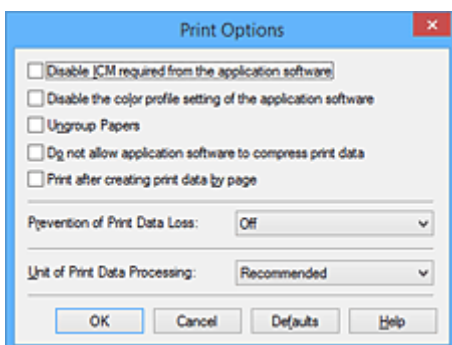 Print Options
Disable ICM required from the application software
Disable the color profile setting of the application software
Ungroup Papers
Do not allow application software to compress print data
Print after creating print data by page
Prevention of Print Data Loss: Off
Unit of Print Data Processing: Recommended
OK Cancel Defaults Help